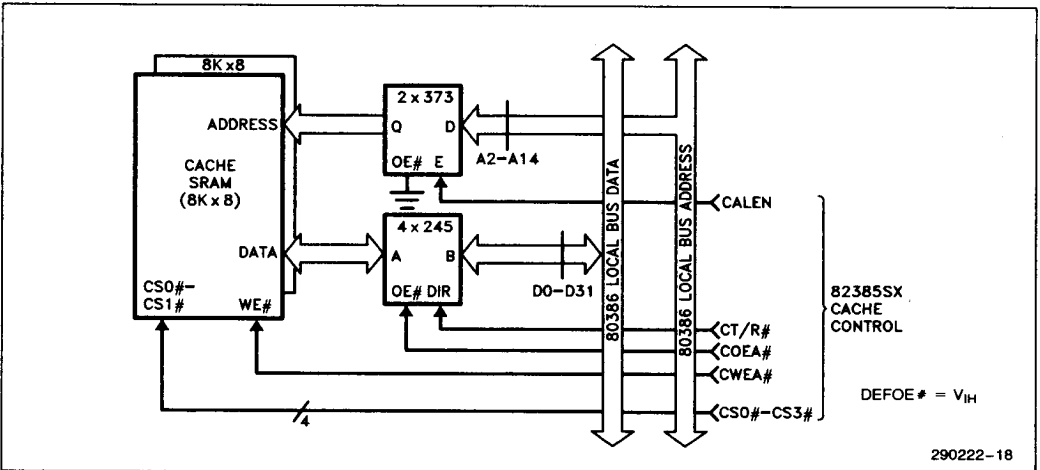 8K x 8
ADDRESS
CACHE
SRAM
(8K x 8)
DATA
CS0#-
CS1#
WE#
2 x 373
Q D
OE# E
A2-A14
4 x 245
A B
OE# DIR
D0-D31
80386 LOCAL BUS DATA
80386 LOCAL BUS ADDRESS
CALEN
CT/R#
COEA#
CWEA#
CS0#-CS3#
4
82385SX
CACHE
CONTROL
DEFOE# = VIH
290222-18